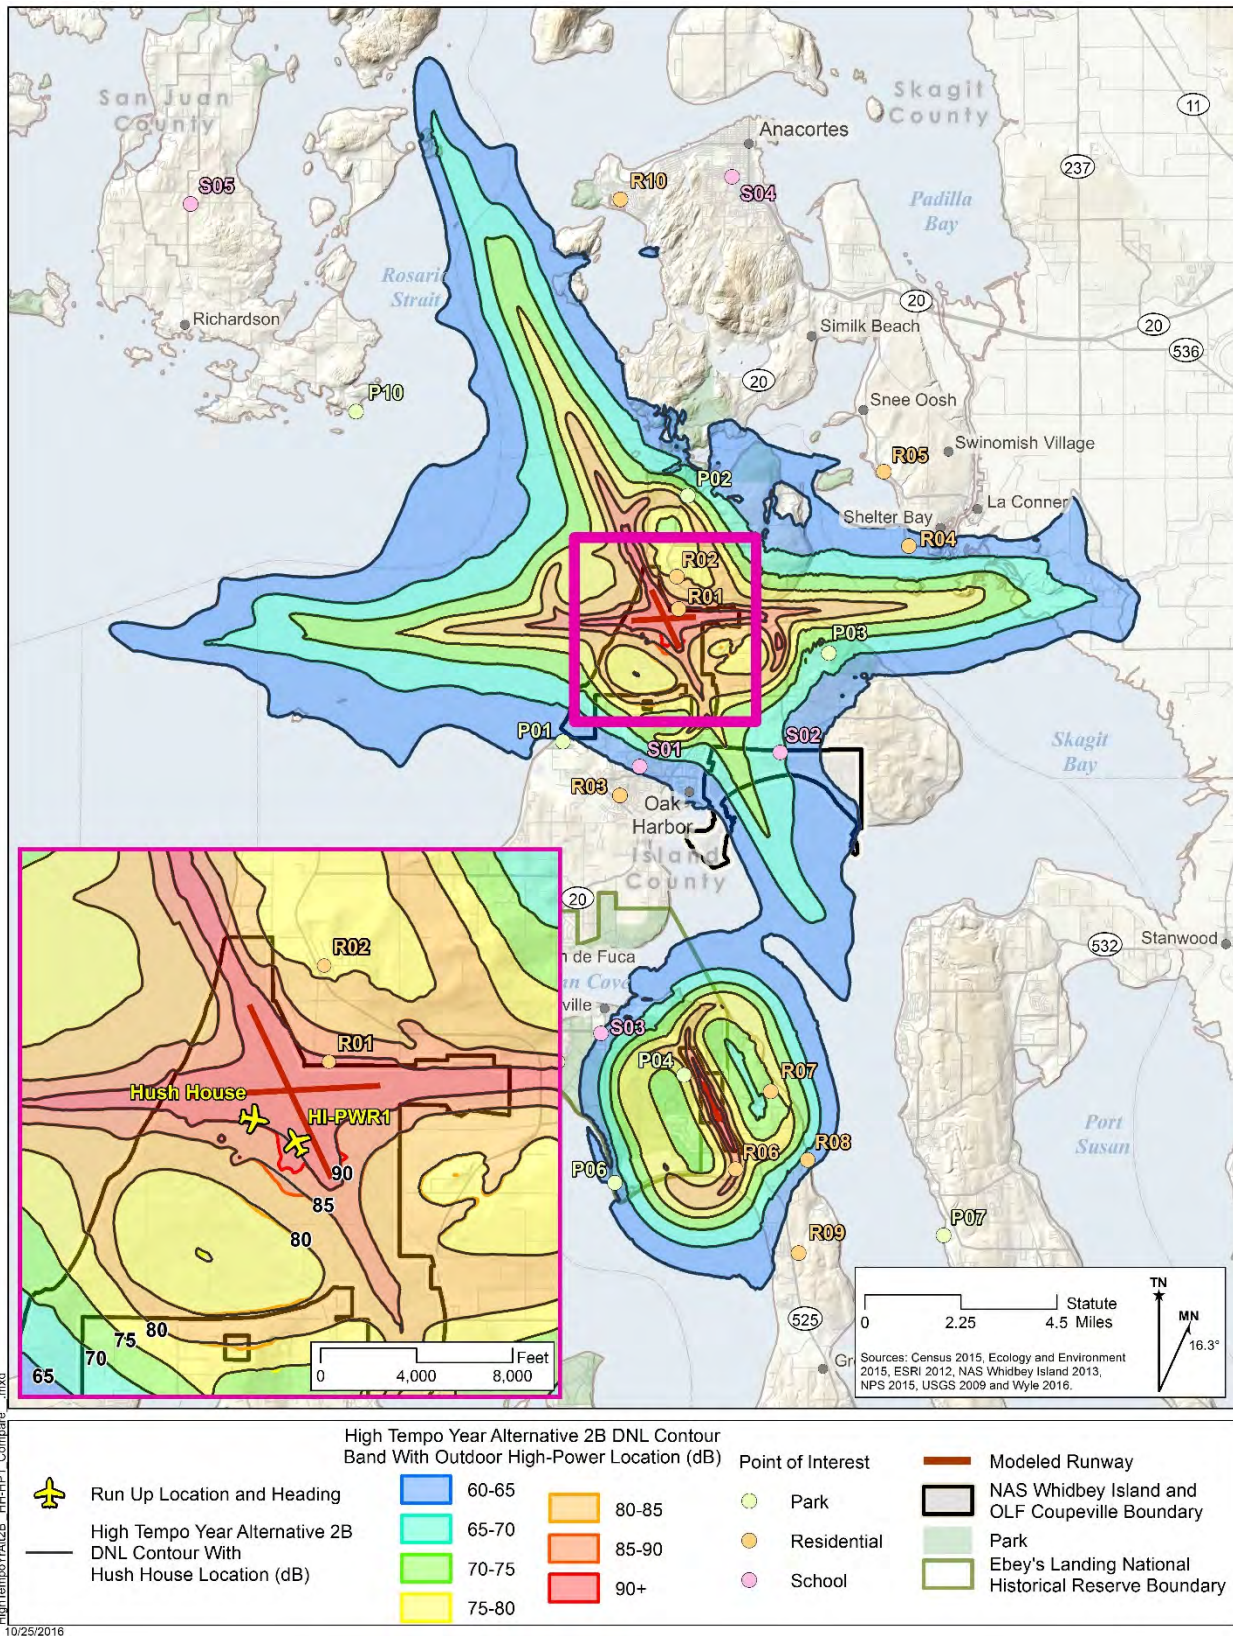 San Juan
County
Skagit
County
11
Anacortes
237
S05
R10
S04
Padilla
Bay
Rosario
Strait
20
Richardson
Similk Beach
20
536
20
P10
Snee Oosh
Swinomish Village
R05
P02
La Conner
Shelter Bay
R04
R02
R01
P03
P01
S01
S02
Skagit
Bay
R03
Oak
Harbor
Island
County
20
532
Stanwood
n de Fuca
an Cove
ville
S03
P04
R07
R06
R08
P06
Port
Susan
P07
R09
525
Gr
R02
R01
Hush House
HI-PWR1
90
85
80
80
75
70
65
Feet
0 4,000 8,000
Statute
Miles
0 2.25 4.5
TN
MN
16.3°
Sources: Census 2015, Ecology and Environment
2015, ESRI 2012, NAS Whidbey Island 2013,
NPS 2015, USGS 2009 and Wyle 2016.
Run Up Location and Heading
High Tempo Year Alternative 2B
DNL Contour With
Hush House Location (dB)
High Tempo Year Alternative 2B DNL Contour
Band With Outdoor High-Power Location (dB)
60-65
65-70
70-75
75-80
80-85
85-90
90+
Point of Interest
Park
Residential
School
Modeled Runway
NAS Whidbey Island and
OLF Coupeville Boundary
Park
Ebey's Landing National
Historical Reserve Boundary
10/25/2016